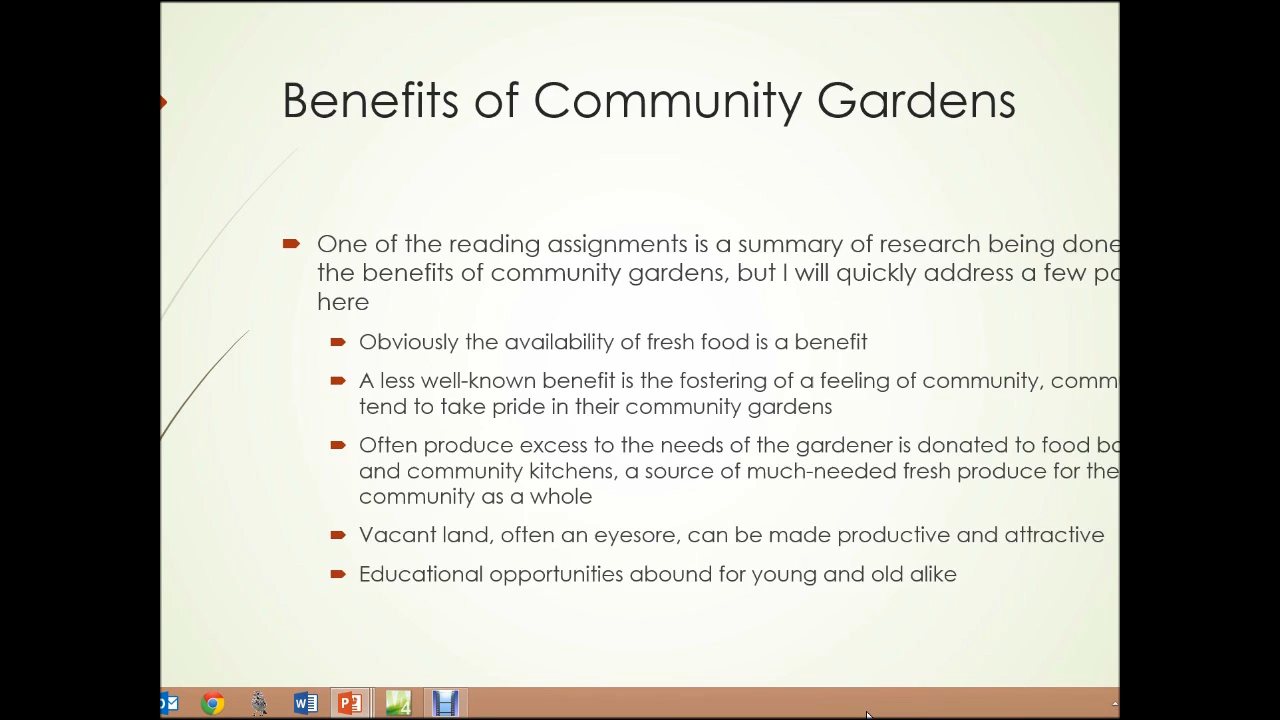 Benefits of Community Gardens
One of the reading assignments is a summary of research being done
the benefits of community gardens, but I will quickly address a few
here
Obviously the availability of fresh food is a benefit
A less well-known benefit is the fostering of a feeling of community,
tend to take pride in their community gardens
Often produce excess to the needs of the gardener is donated to food
and community kitchens, a source of much-needed fresh produce for the
community as a whole
Vacant land, often an eyesore, can be made productive and attractive
Educational opportunities abound for young and old alike